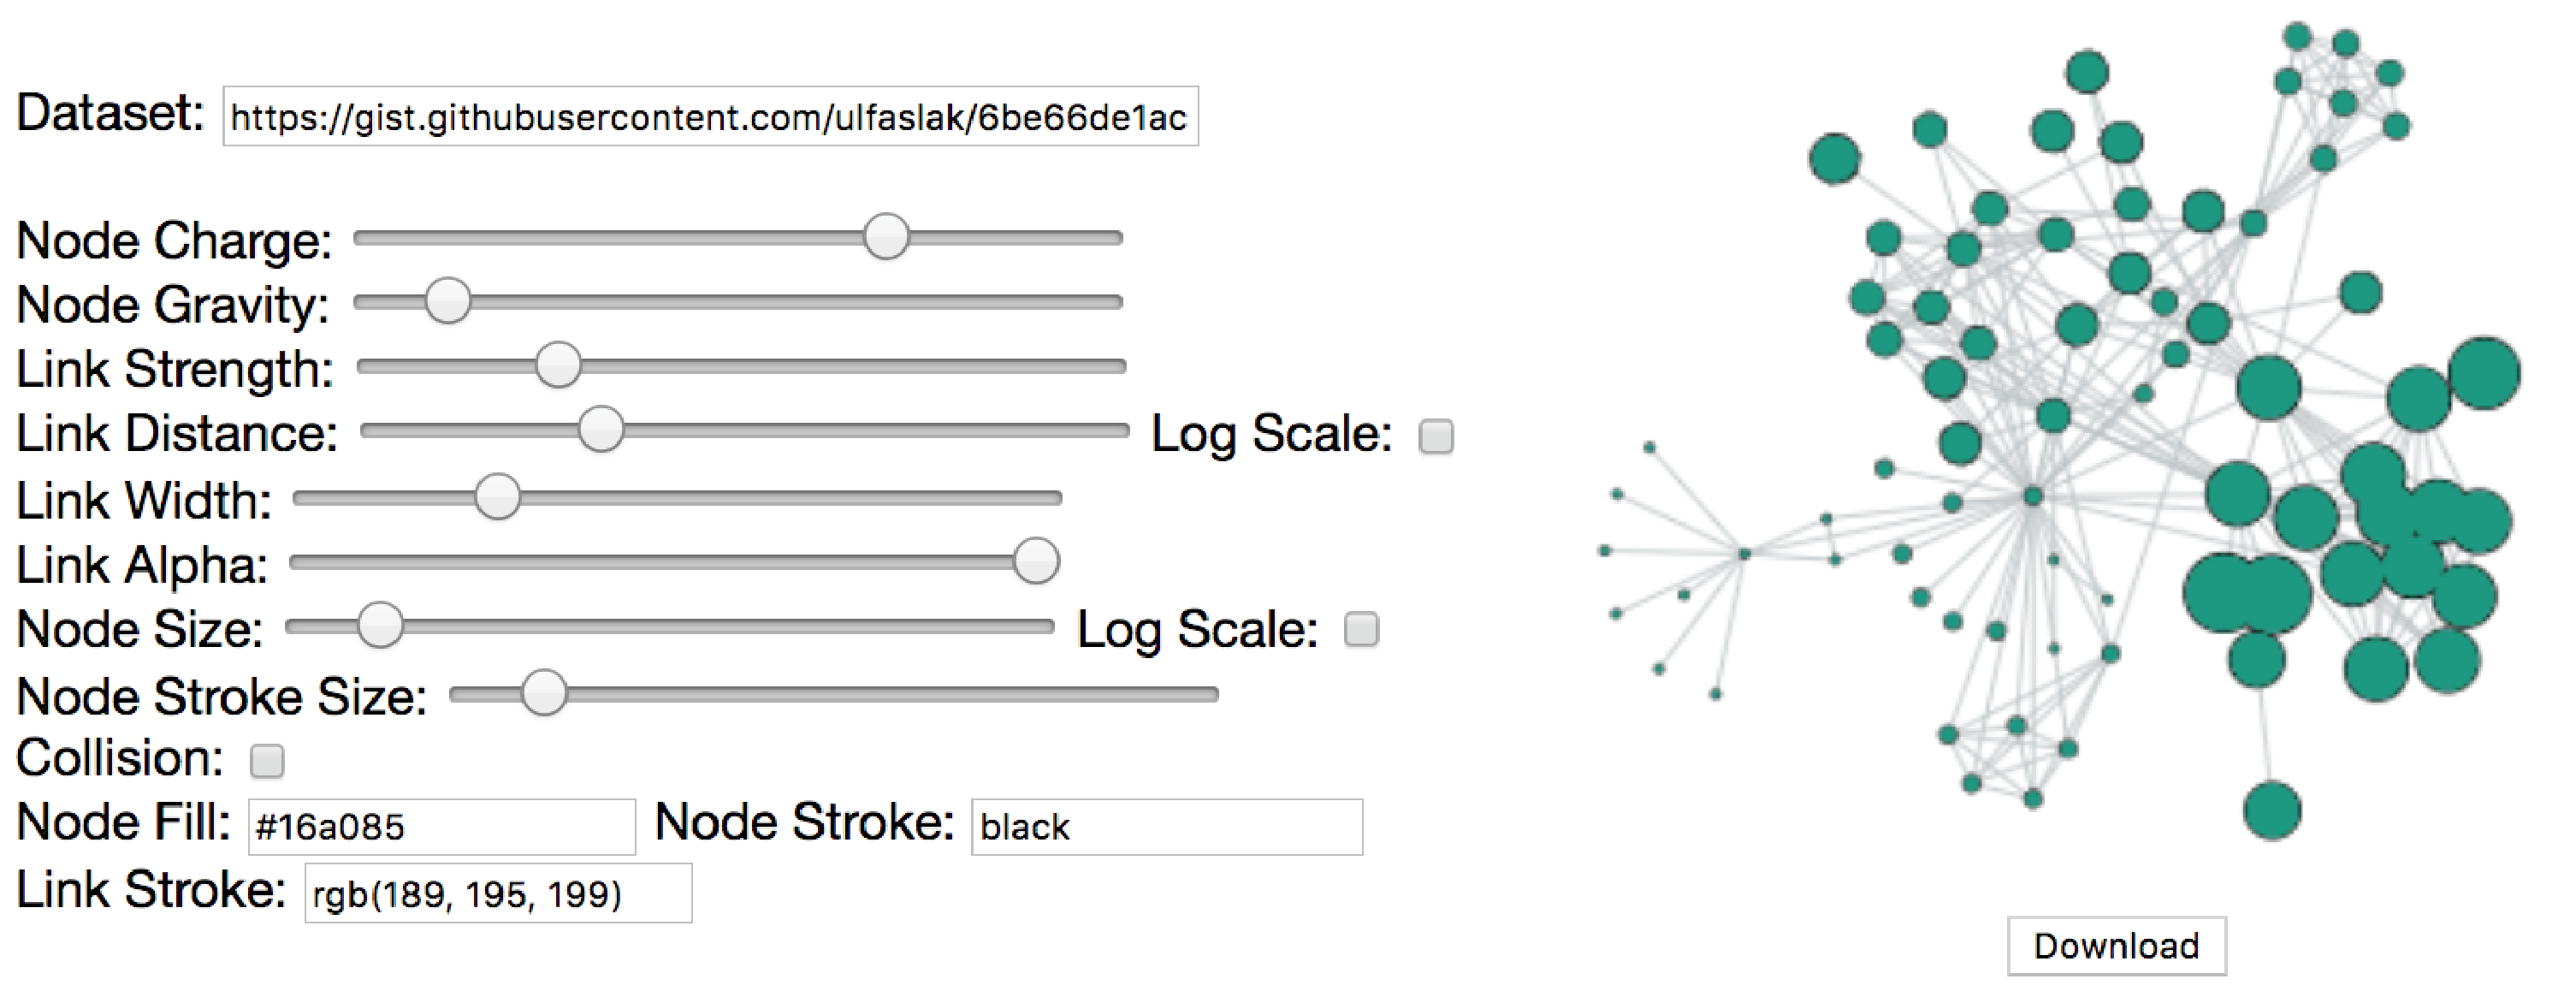 Dataset: https://gist.githubusercontent.com/ulfaslak/6be66de1ac
Node Charge:
Node Gravity:
Link Strength:
Link Distance: Log Scale:
Link Width:
Link Alpha:
Node Size: Log Scale:
Node Stroke Size:
Collision:
Node Fill: #16a085 Node Stroke: black
Link Stroke: rgb(189, 195, 199)
Download